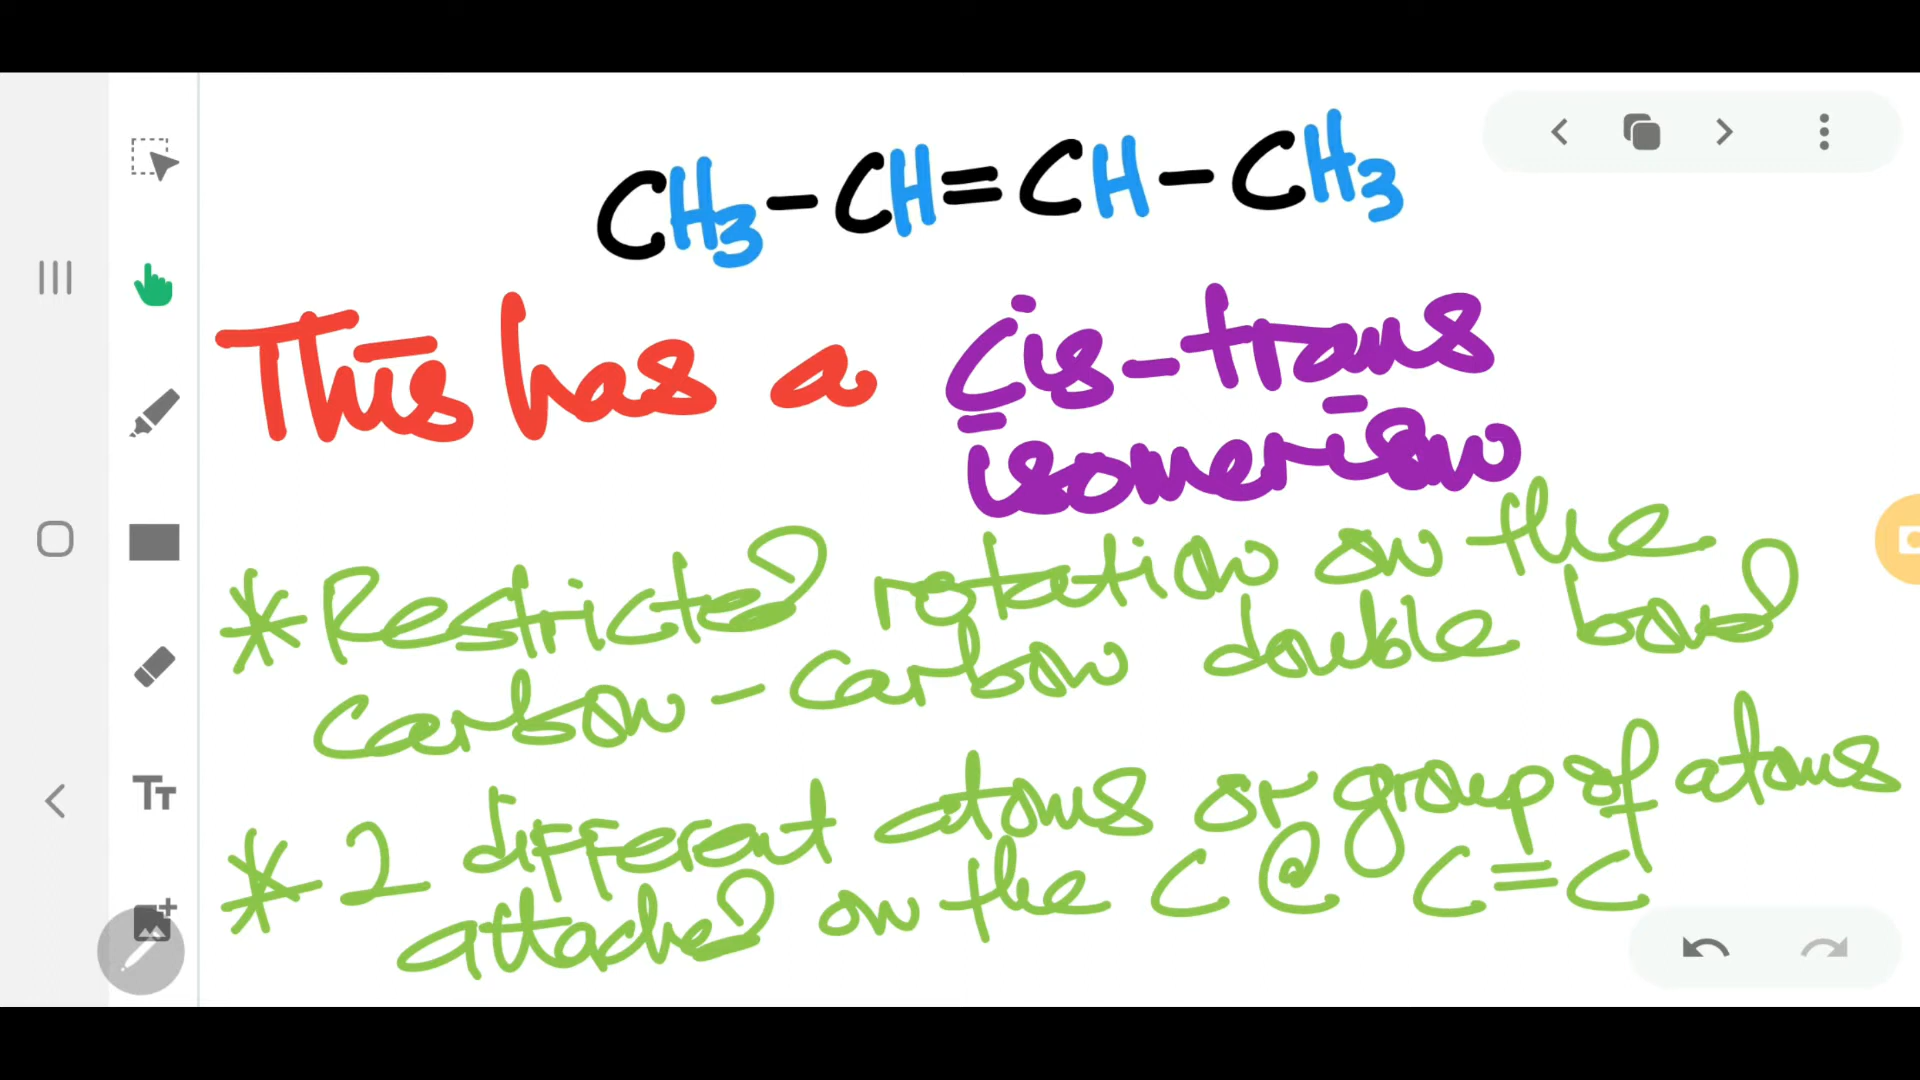 CH3-CH=CH-CH3
This has a cis-trans
isomerism
*Restricted rotation on the
carbon-carbon double bond
*2 different atoms or group of atoms
attached on the C @ C=C
TT